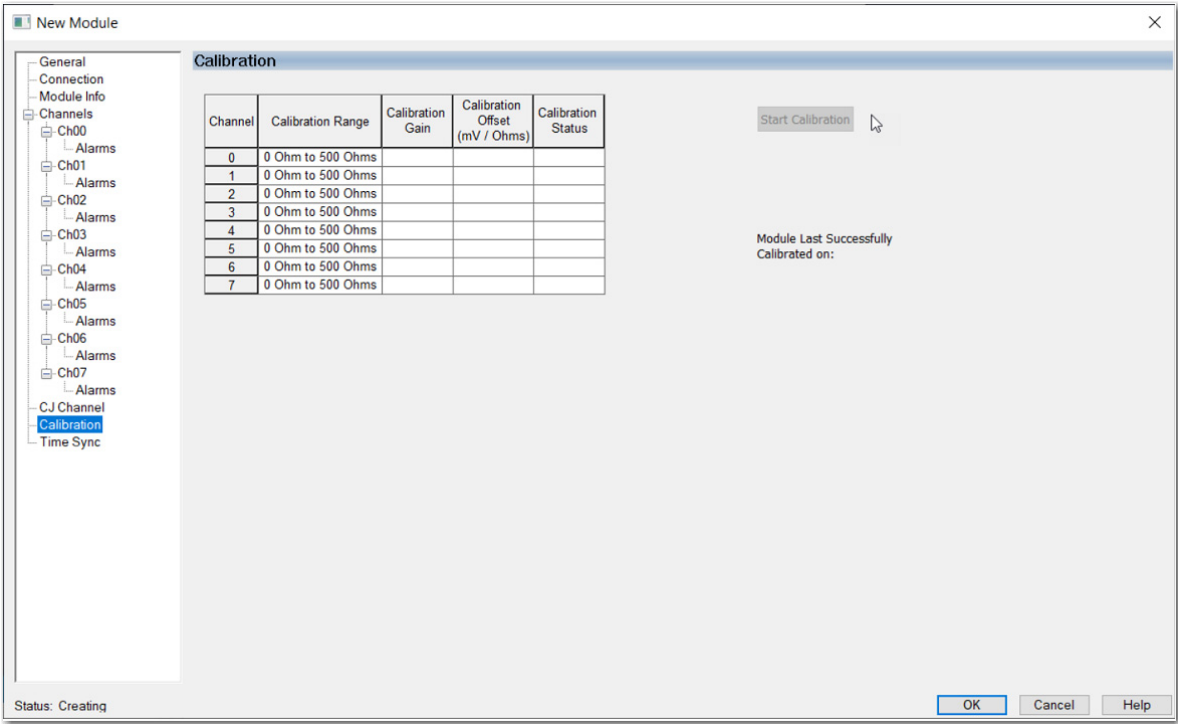 New Module
General
Connection
Module Info
Channels
Ch00
Alarms
Ch01
Alarms
Ch02
Alarms
Ch03
Alarms
Ch04
Alarms
Ch05
Alarms
Ch06
Alarms
Ch07
Alarms
CJ Channel
Calibration
Time Sync
Calibration
Channel Calibration Range Calibration Gain Calibration Offset (mV / Ohms) Calibration Status
0 0 Ohm to 500 Ohms
1 0 Ohm to 500 Ohms
2 0 Ohm to 500 Ohms
3 0 Ohm to 500 Ohms
4 0 Ohm to 500 Ohms
5 0 Ohm to 500 Ohms
6 0 Ohm to 500 Ohms
7 0 Ohm to 500 Ohms
Start Calibration
Module Last Successfully
Calibrated on:
Status: Creating
OK Cancel Help